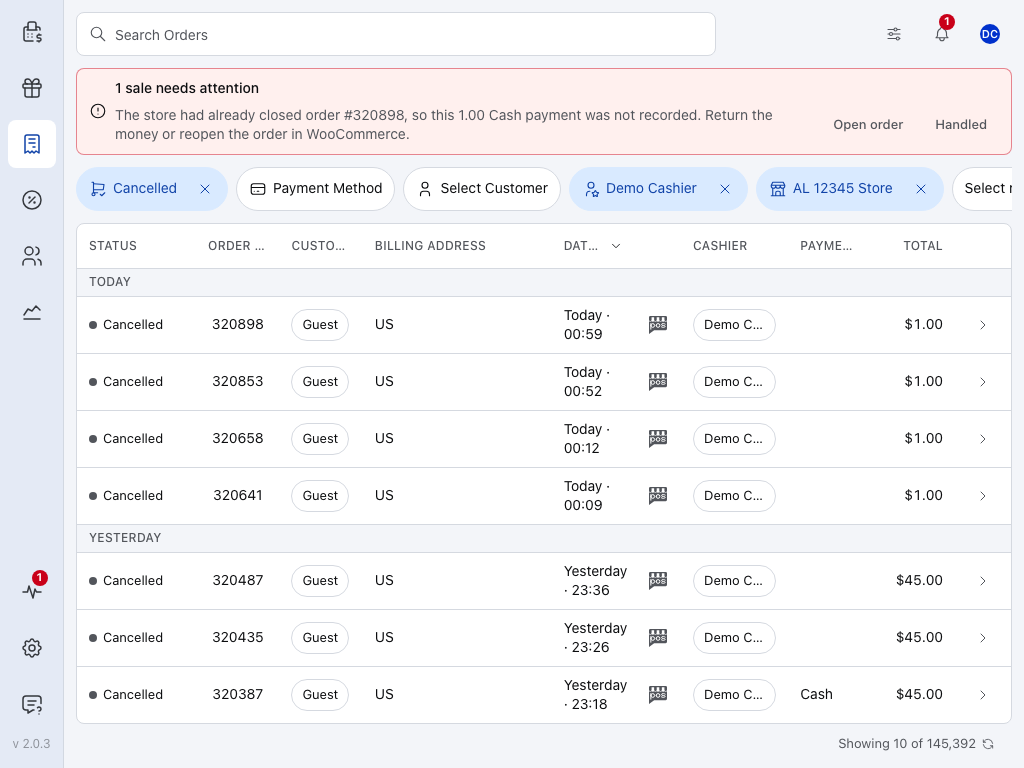 Search Orders
1
DC
1 sale needs attention
The store had already closed order #320898, so this 1.00 Cash payment was not recorded. Return the
money or reopen the order in WooCommerce.
Open order
Handled
Cancelled
Payment Method
Select Customer
Demo Cashier
AL 12345 Store
Select r
STATUS ORDER ... CUSTO... BILLING ADDRESS DAT... CASHIER PAYME... TOTAL
TODAY
Cancelled 320898 Guest US Today · 00:59 pos Demo C... $1.00
Cancelled 320853 Guest US Today · 00:52 pos Demo C... $1.00
Cancelled 320658 Guest US Today · 00:12 pos Demo C... $1.00
Cancelled 320641 Guest US Today · 00:09 pos Demo C... $1.00
YESTERDAY
Cancelled 320487 Guest US Yesterday · 23:36 pos Demo C... $45.00
Cancelled 320435 Guest US Yesterday · 23:26 pos Demo C... $45.00
Cancelled 320387 Guest US Yesterday · 23:18 pos Demo C... Cash $45.00
1
v 2.0.3
Showing 10 of 145,392